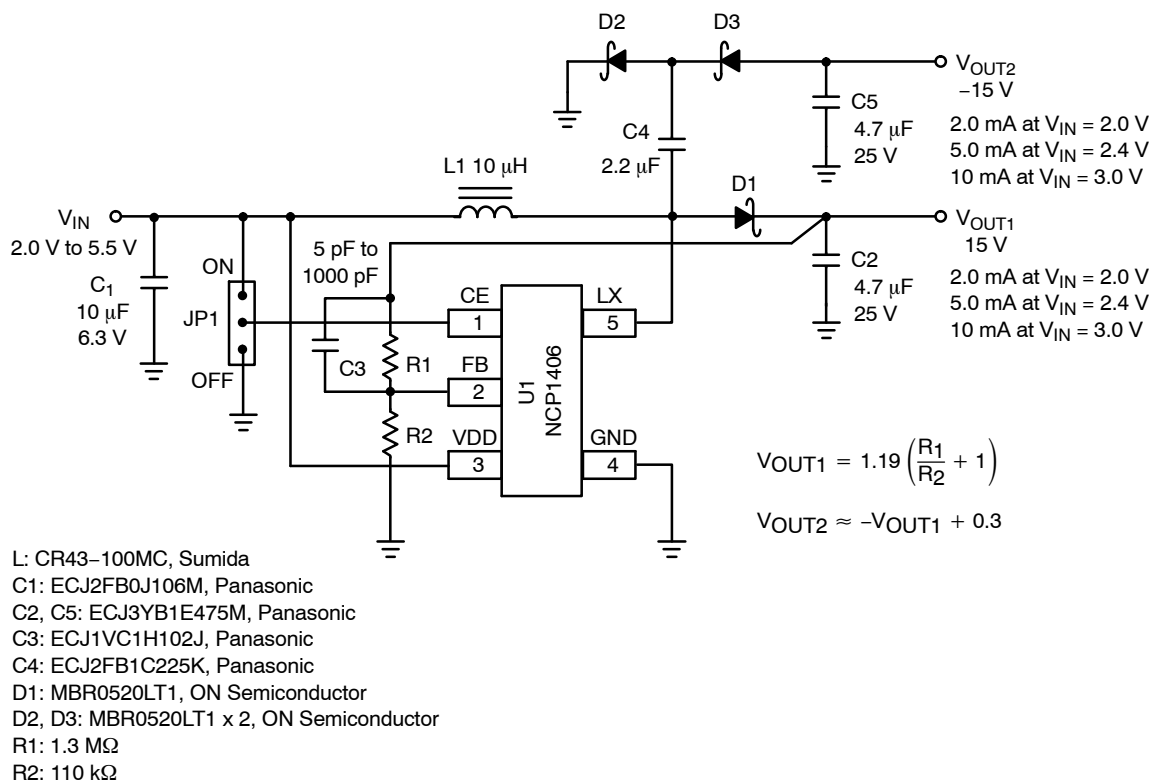 D2
D3
VOUT2
−15 V
2.0 mA at VIN = 2.0 V
5.0 mA at VIN = 2.4 V
10 mA at VIN = 3.0 V
C5
4.7 μF
25 V
C4
2.2 μF
L1 10 μH
D1
VIN
2.0 V to 5.5 V
VOUT1
15 V
2.0 mA at VIN = 2.0 V
5.0 mA at VIN = 2.4 V
10 mA at VIN = 3.0 V
C2
4.7 μF
25 V
5 pF to
1000 pF
C1
10 μF
6.3 V
ON
JP1
OFF
C3
R1
R2
CE
1
FB
2
VDD
3
U1
NCP1406
LX
5
GND
4
VOUT1 = 1.19 (R1/R2 + 1)
VOUT2 ≈ −VOUT1 + 0.3
L: CR43−100MC, Sumida
C1: ECJ2FB0J106M, Panasonic
C2, C5: ECJ3YB1E475M, Panasonic
C3: ECJ1VC1H102J, Panasonic
C4: ECJ2FB1C225K, Panasonic
D1: MBR0520LT1, ON Semiconductor
D2, D3: MBR0520LT1 x 2, ON Semiconductor
R1: 1.3 MΩ
R2: 110 kΩ